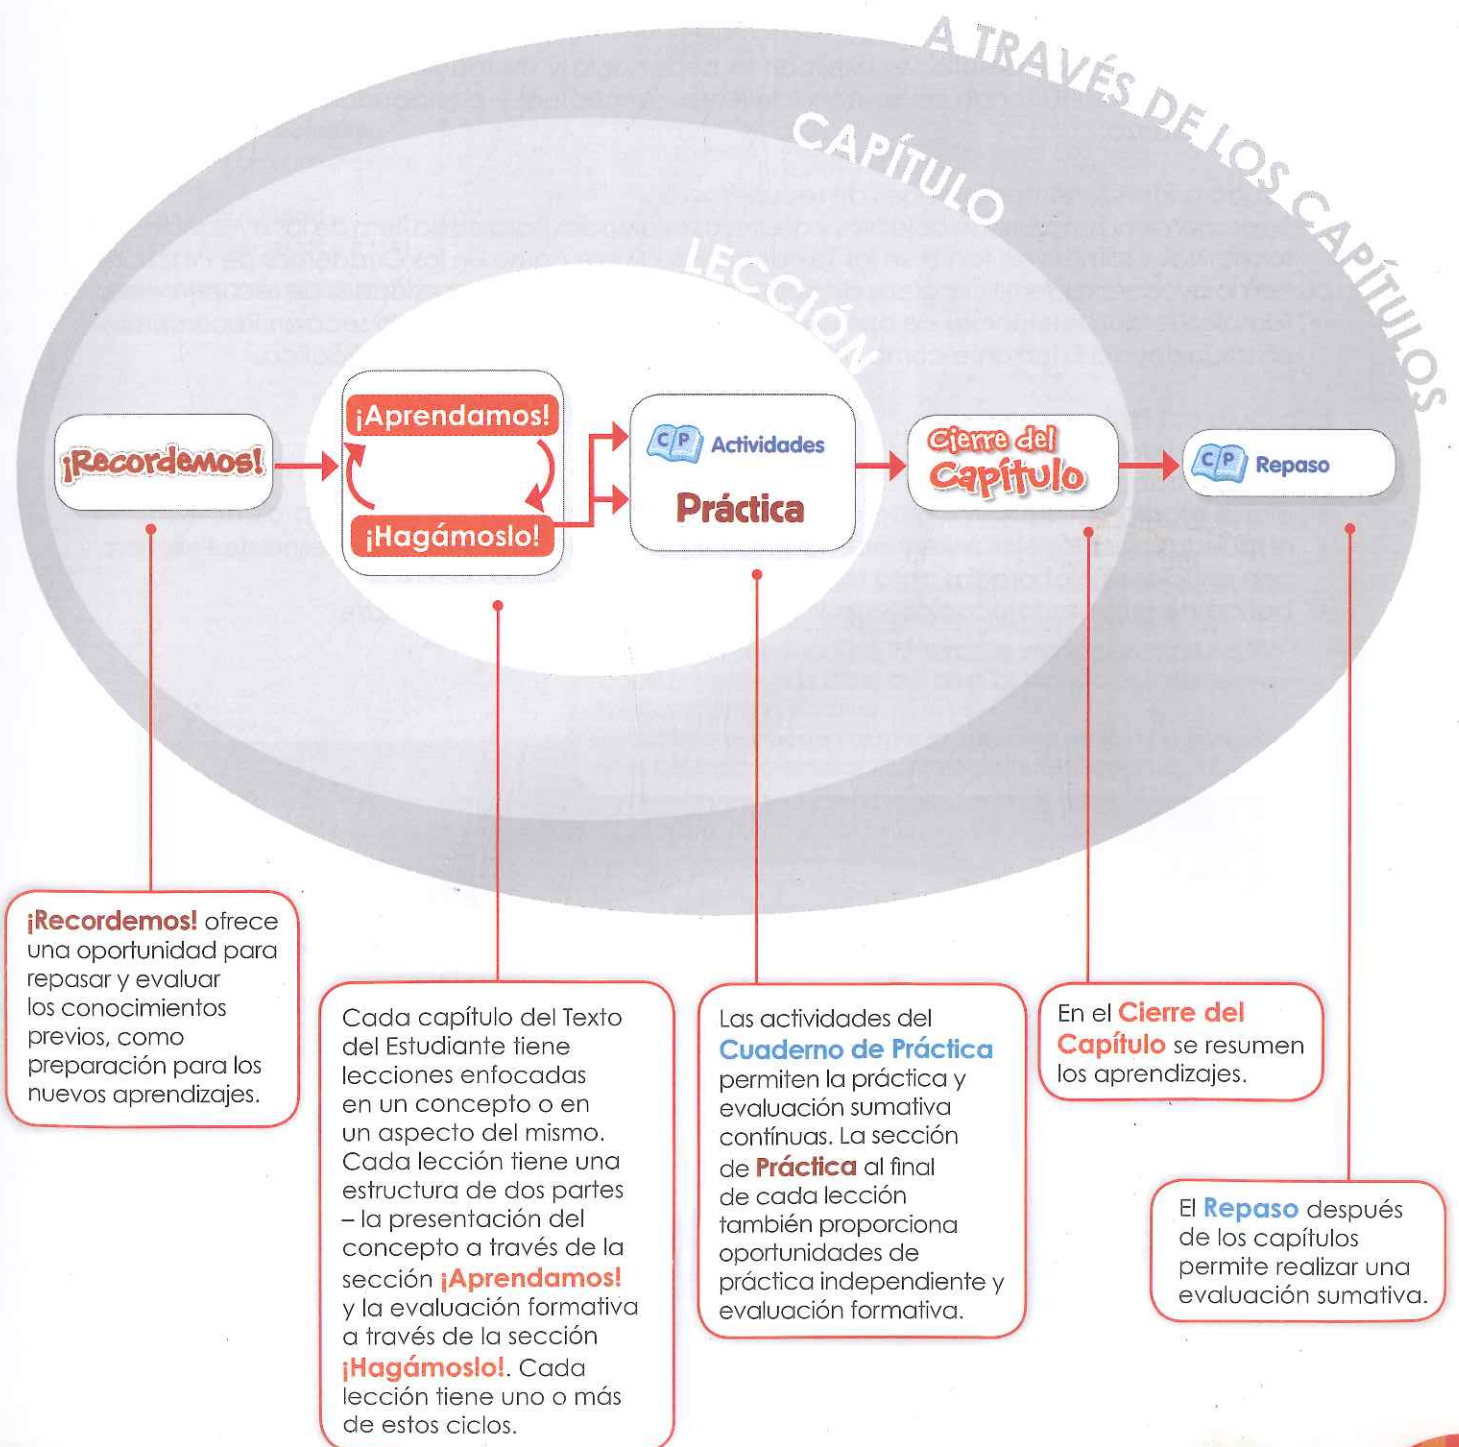 A TRAVÉS DE LOS CAPÍTULOS
CAPÍTULO
LECCIÓN
¡Recordemos!
¡Aprendamos!
¡Hagámoslo!
CP Actividades
Práctica
Cierre del
Capítulo
CP Repaso
¡Recordemos! ofrece
una oportunidad para
repasar y evaluar
los conocimientos
previos, como
preparación para los
nuevos aprendizajes.
Cada capítulo del Texto
del Estudiante tiene
lecciones enfocadas
en un concepto o en
un aspecto del mismo.
Cada lección tiene una
estructura de dos partes
– la presentación del
concepto a través de la
sección ¡Aprendamos!
y la evaluación formativa
a través de la sección
¡Hagámoslo!. Cada
lección tiene uno o más
de estos ciclos.
Las actividades del
Cuaderno de Práctica
permiten la práctica y
evaluación sumativa
contínuas. La sección
de Práctica al final
de cada lección
también proporciona
oportunidades de
práctica independiente y
evaluación formativa.
En el Cierre del
Capítulo se resumen
los aprendizajes.
El Repaso después
de los capítulos
permite realizar una
evaluación sumativa.